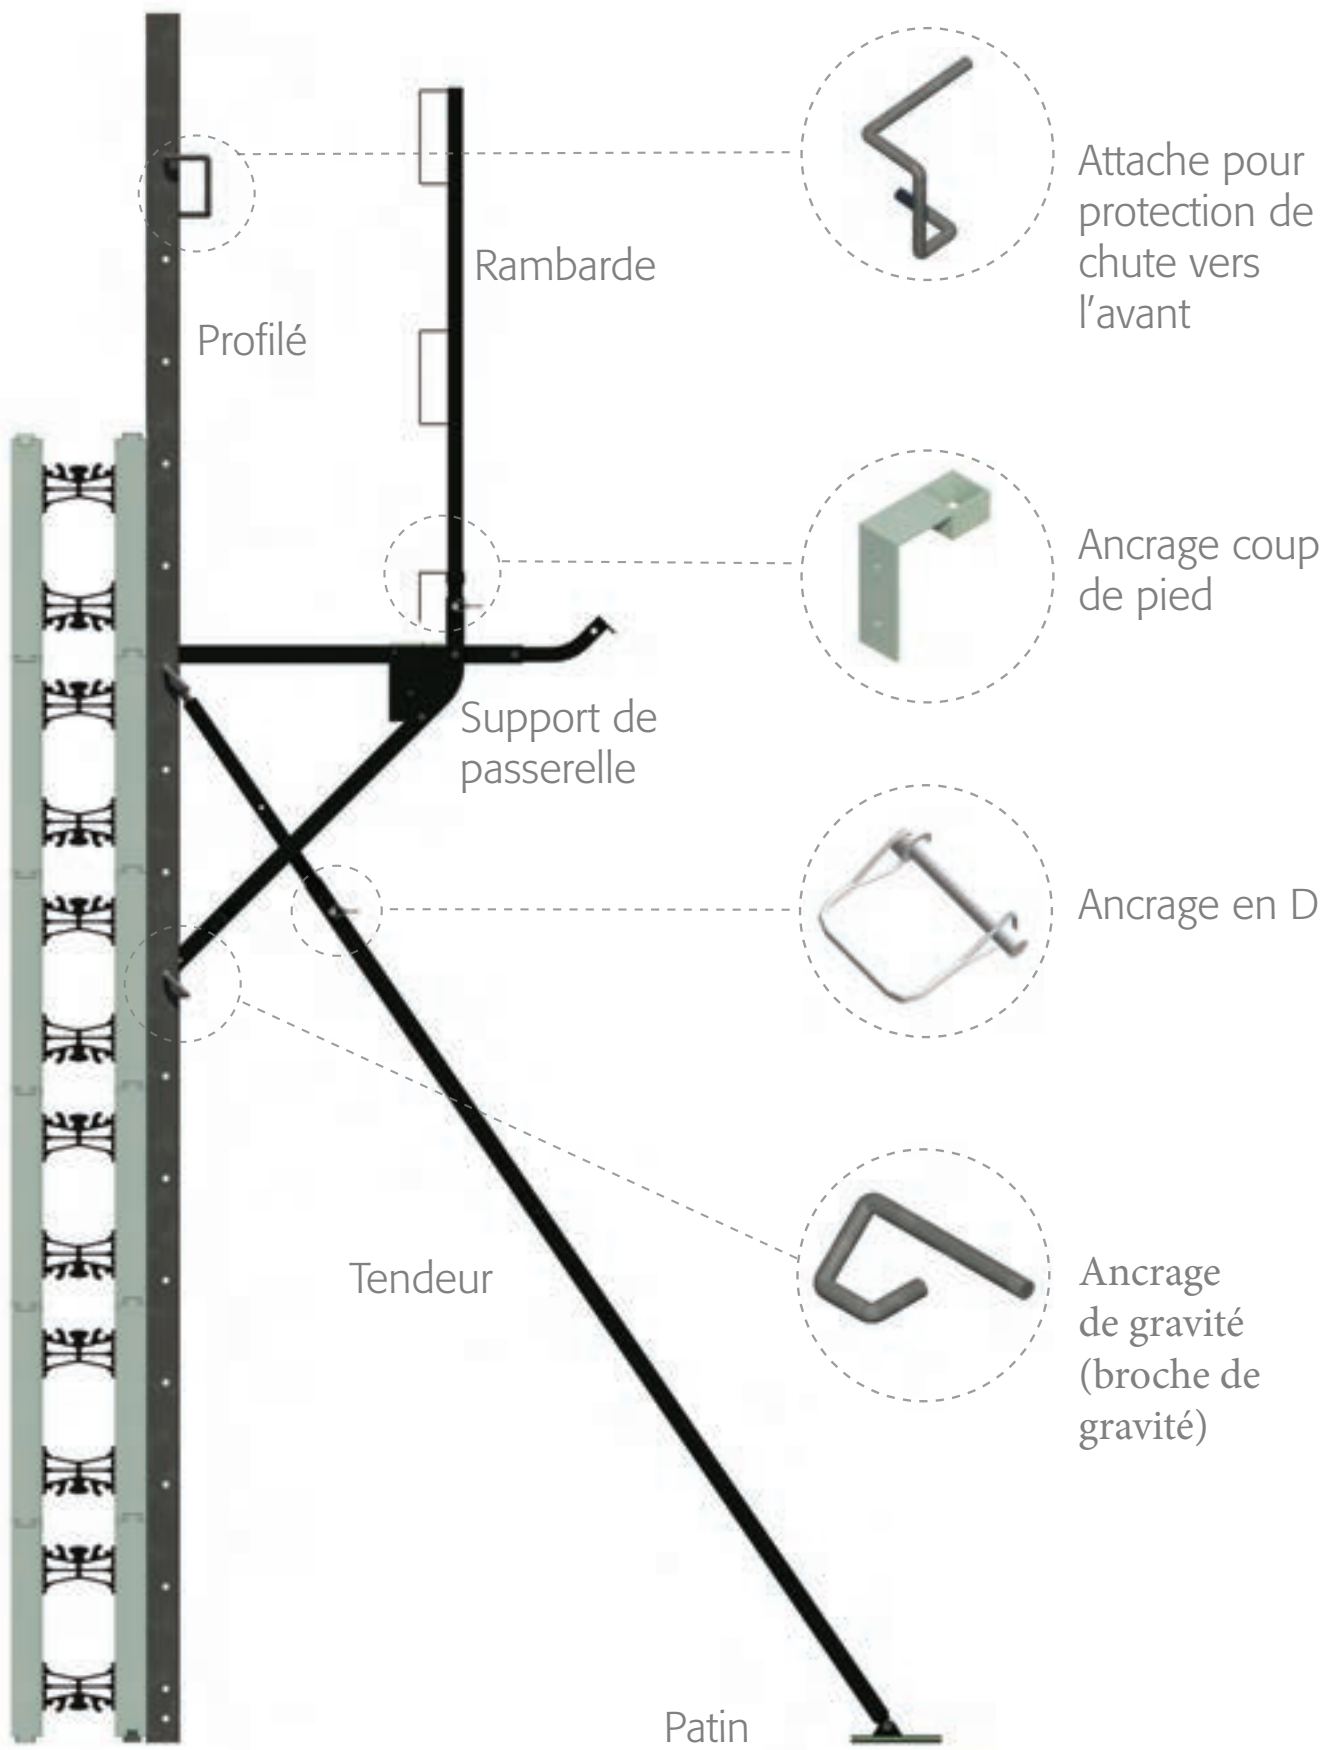 Attache pour
protection de
chute vers
l'avant
Rambarde
Profilé
Ancrage coup
de pied
Support de
passerelle
Ancrage en D
Tendeur
Ancrage
de gravité
(broche de
gravité)
Patin